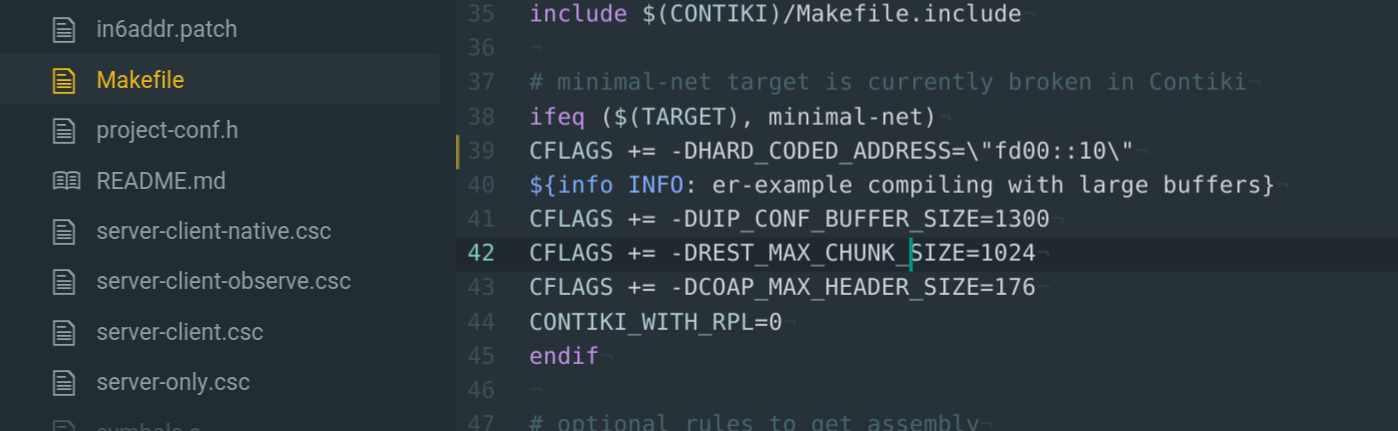 in6addr.patch
Makefile
project-conf.h
README.md
server-client-native.csc
server-client-observe.csc
server-client.csc
server-only.csc
symbols.c
35 include $(CONTIKI)/Makefile.include¬
36 ¬
37 # minimal-net target is currently broken in Contiki¬
38 ifeq ($(TARGET), minimal-net)¬
39 CFLAGS += -DHARD_CODED_ADDRESS=\"fd00::10\"¬
40 ${info INFO: er-example compiling with large buffers}¬
41 CFLAGS += -DUIP_CONF_BUFFER_SIZE=1300¬
42 CFLAGS += -DREST_MAX_CHUNK_SIZE=1024¬
43 CFLAGS += -DCOAP_MAX_HEADER_SIZE=176¬
44 CONTIKI_WITH_RPL=0¬
45 endif¬
46 ¬
47 # optional rules to get assembly¬